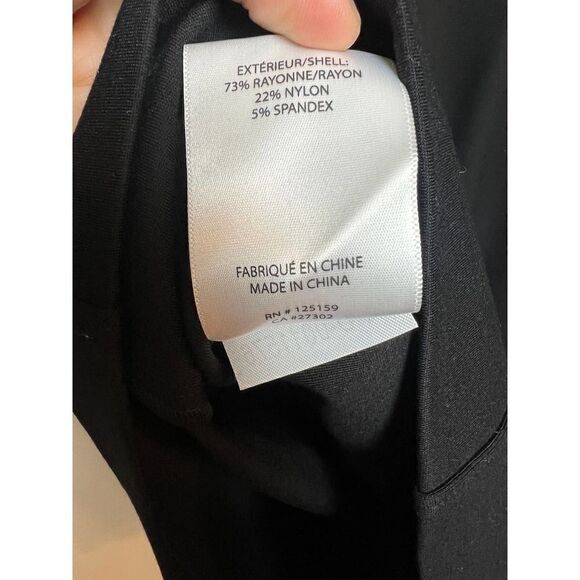 EXTÉRIEUR/SHELL:
73% RAYONNE/RAYON
22% NYLON
5% SPANDEX
FABRIQUÉ EN CHINE
MADE IN CHINA
RN # 125159
CA #27302